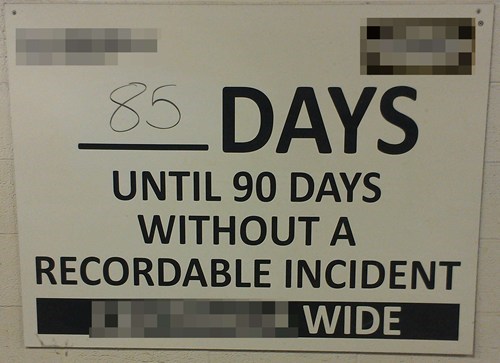 85 DAYS
UNTIL 90 DAYS
WITHOUT A
RECORDABLE INCIDENT
WIDE